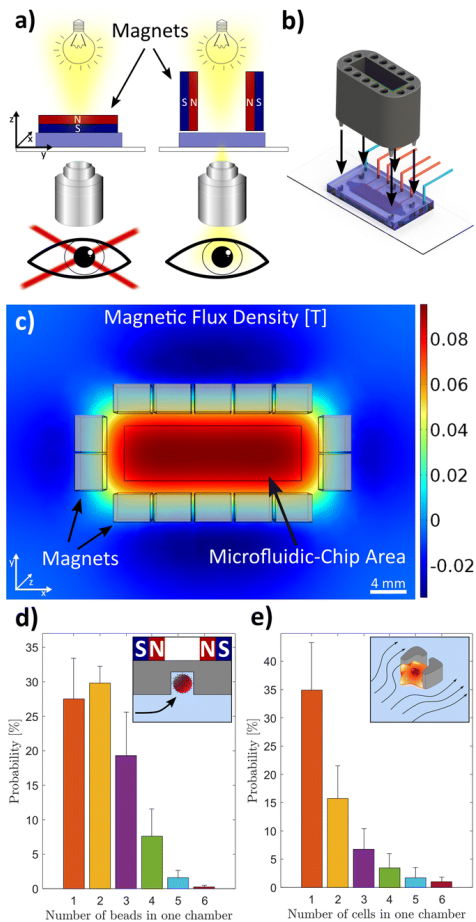 a)
Magnets
N
S
S N
N S
z
x
y
b)
c)
Magnetic Flux Density [T]
0.08
0.06
0.04
0.02
0
-0.02
Magnets
Microfluidic-Chip Area
y
z
x
4 mm
d)
S N N S
Probability [%]
35
30
25
20
15
10
5
0
1 2 3 4 5 6
Number of beads in one chamber
e)
Probability [%]
40
35
30
25
20
15
10
5
0
1 2 3 4 5 6
Number of cells in one chamber